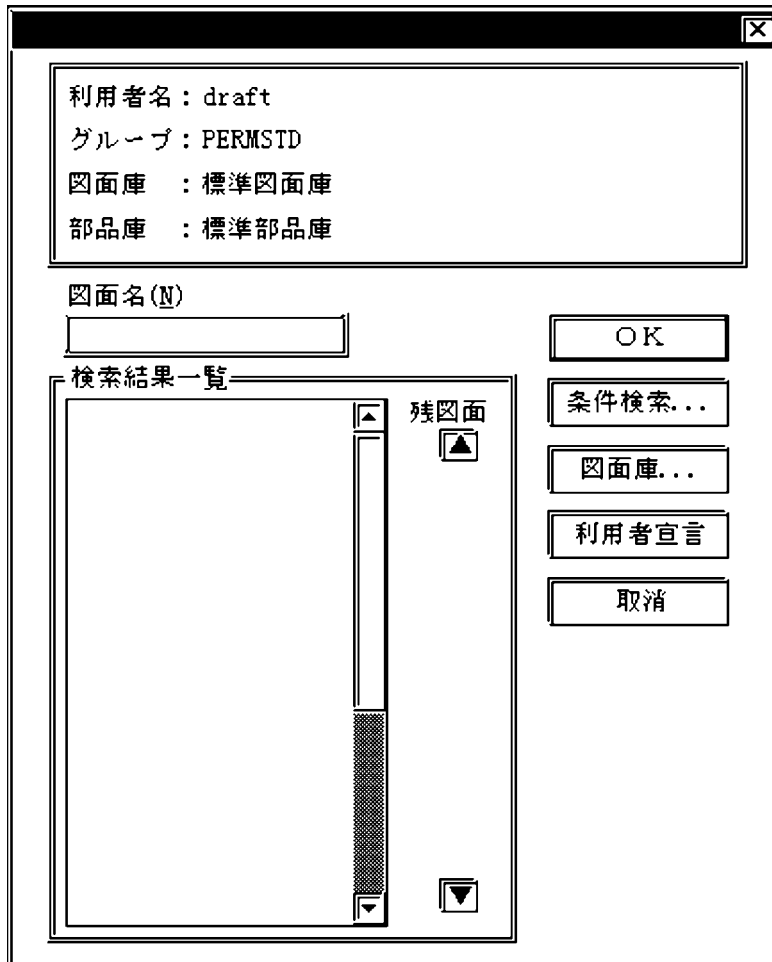 利用者名：draft
グループ：PERMSTD
図面庫　：標準図面庫
部品庫　：標準部品庫
図面名(N)
検索結果一覧
残図面
OK
条件検索...
図面庫...
利用者宣言
取消